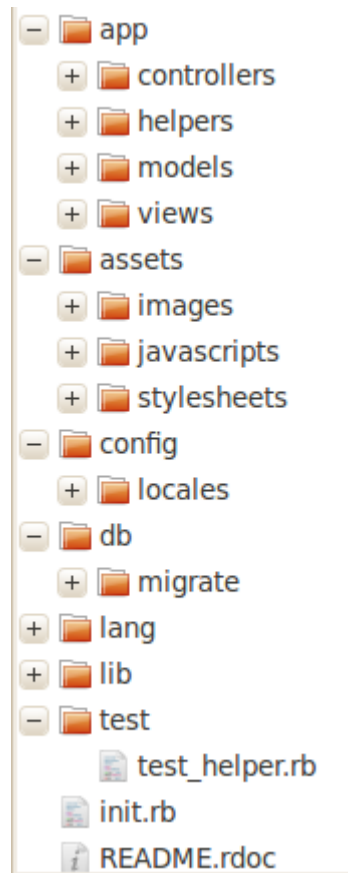 app
controllers
helpers
models
views
assets
images
javascripts
stylesheets
config
locales
db
migrate
lang
lib
test
test_helper.rb
init.rb
README.rdoc